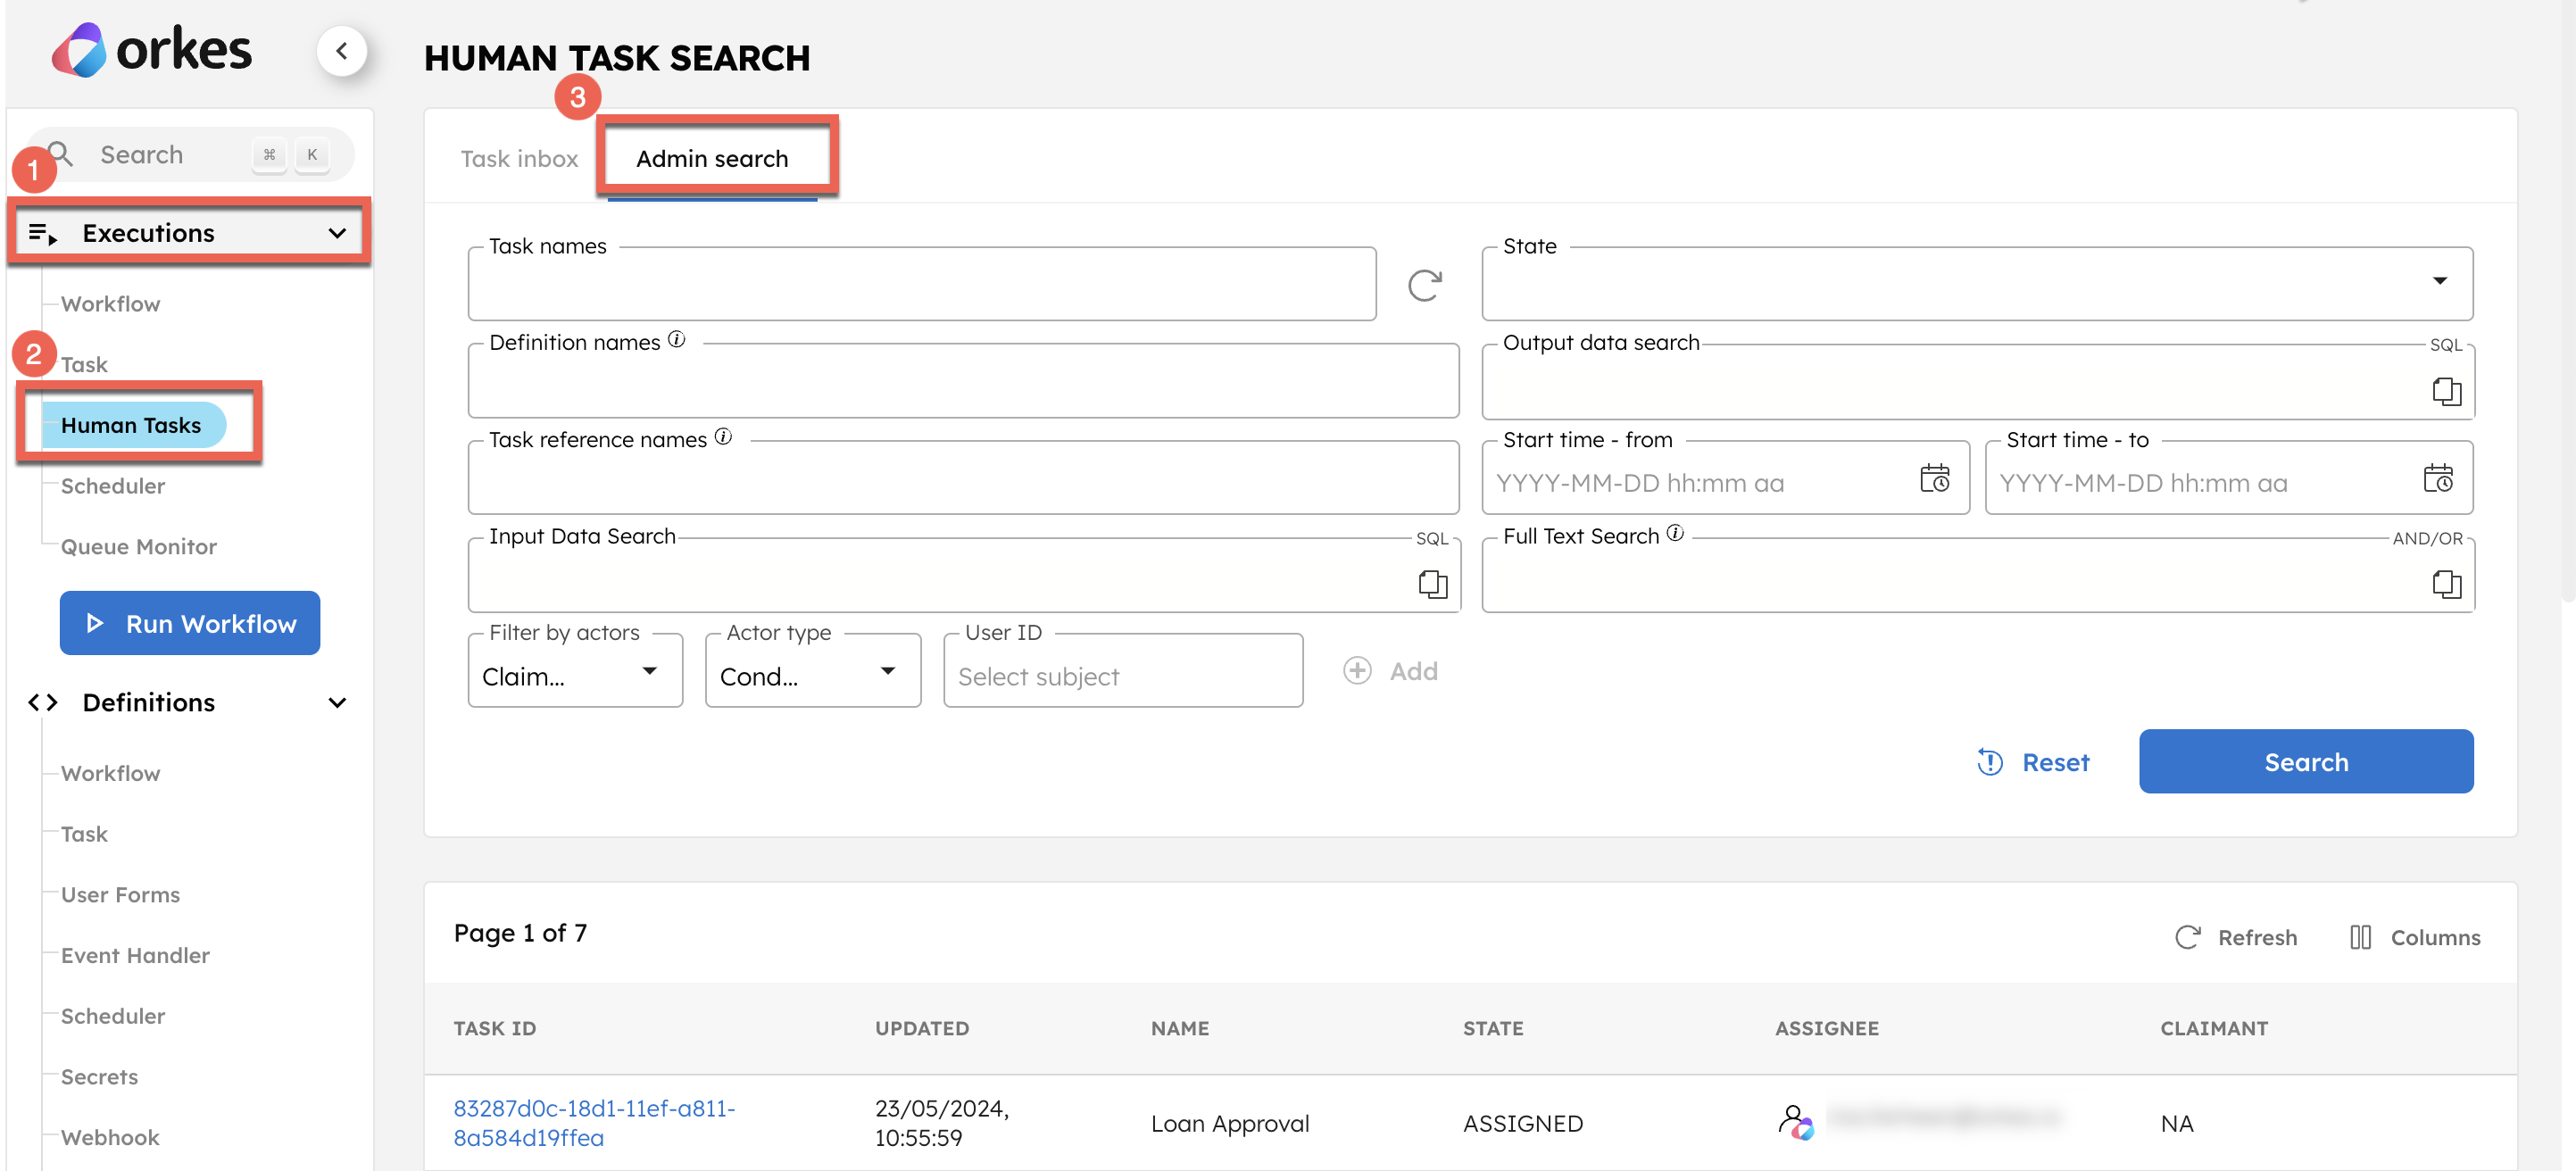 orkes
HUMAN TASK SEARCH
3
Search ⌘ K
1
Executions
Workflow
2
Task
Human Tasks
Scheduler
Queue Monitor
Run Workflow
Definitions
Workflow
Task
User Forms
Event Handler
Scheduler
Secrets
Webhook
Task inbox Admin search
Task names
State
Definition names
Output data search SQL
Task reference names
Start time - from
YYYY-MM-DD hh:mm aa
Start time - to
YYYY-MM-DD hh:mm aa
Input Data Search SQL
Full Text Search AND/OR
Filter by actors
Claim...
Actor type
Cond...
User ID
Select subject
Add
Reset
Search
Page 1 of 7
Refresh
Columns
TASK ID UPDATED NAME STATE ASSIGNEE CLAIMANT
83287d0c-18d1-11ef-a811-
8a584d19ffea
23/05/2024,
10:55:59
Loan Approval
ASSIGNED
NA